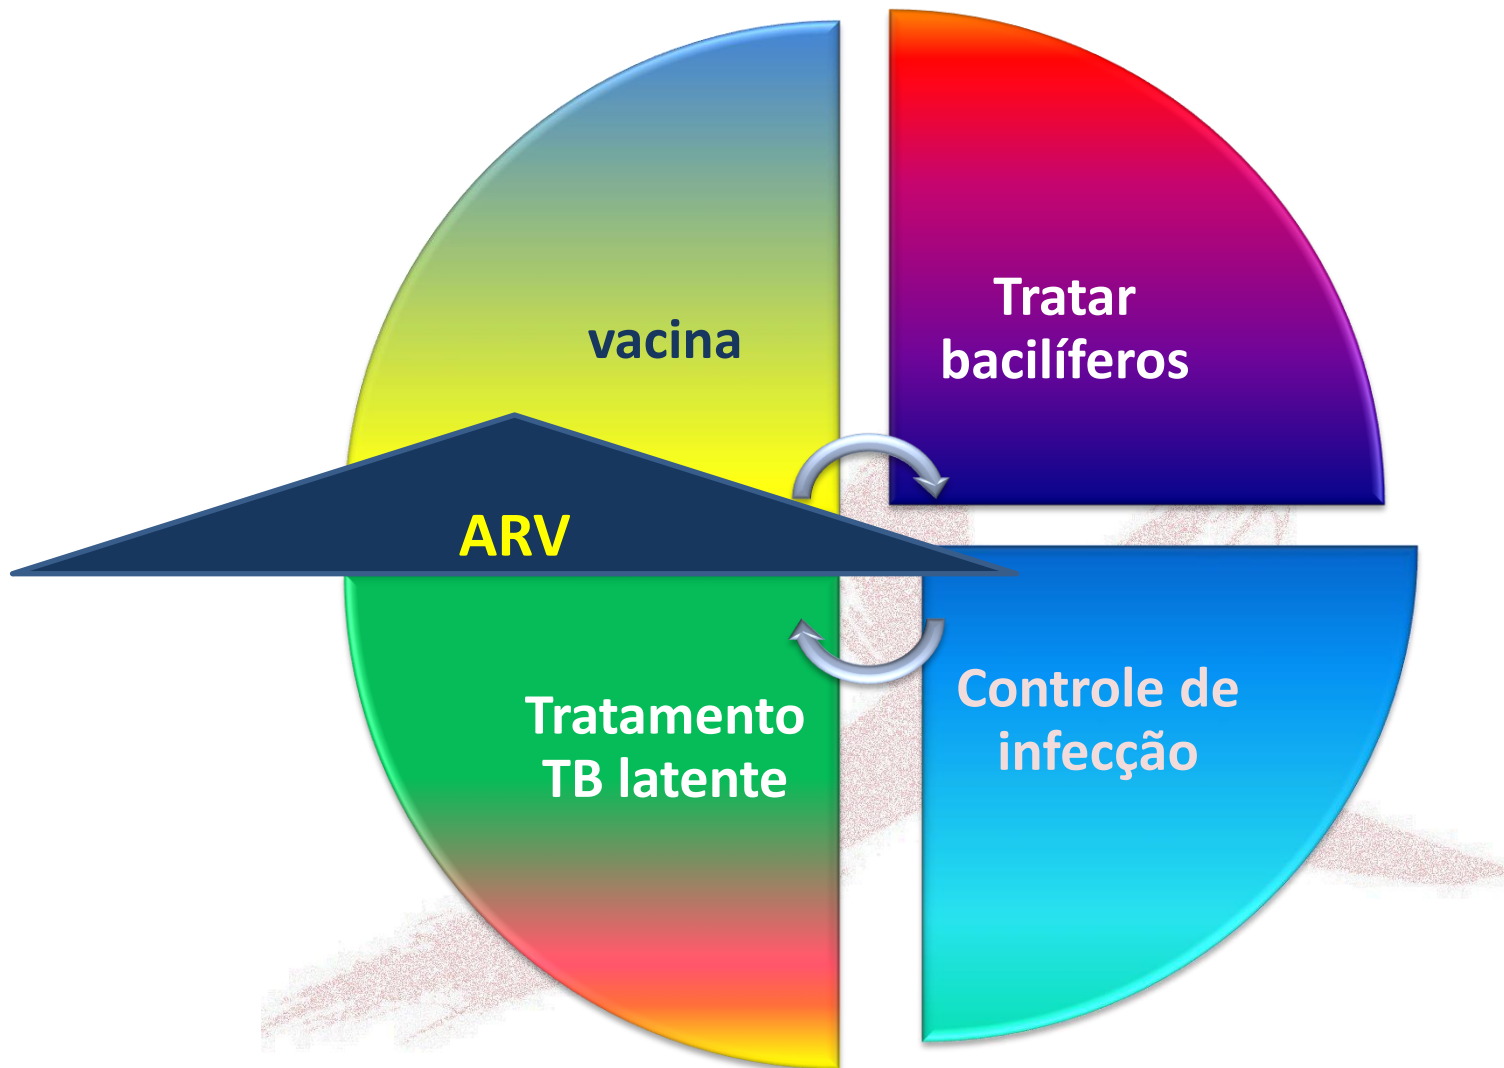 vacina
Tratar
bacilíferos
ARV
Tratamento
TB latente
Controle de
infecção